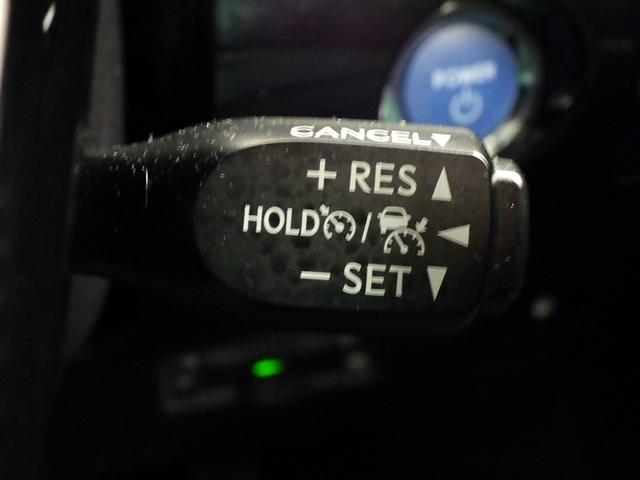 POWER
CANCEL▼
+ RES ▲
HOLD / ◀
− SET ▼